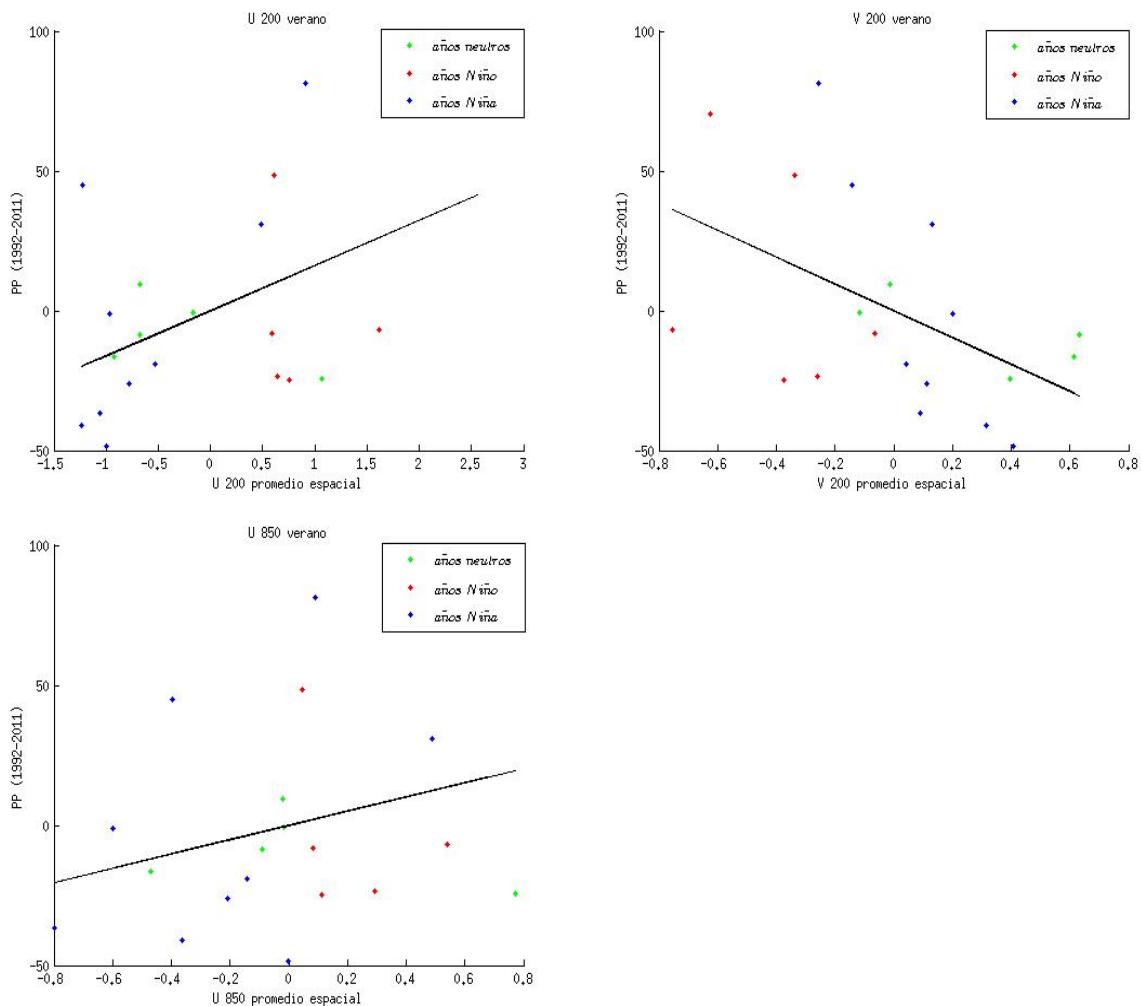 U 200 verano
100
50
0
-50
PP (1992-2011)
años neutros
años Niño
años Niña
-1.5
-1
-0.5
0
0.5
1
1.5
2
2.5
3
U 200 promedio espacial
V 200 verano
100
50
0
-50
PP (1992-2011)
años neutros
años Niño
años Niña
-0.8
-0.6
-0.4
-0.2
0
0.2
0.4
0.6
0.8
V 200 promedio espacial
U 850 verano
100
50
0
-50
PP (1992-2011)
años neutros
años Niño
años Niña
-0.8
-0.6
-0.4
-0.2
0
0.2
0.4
0.6
0.8
U 850 promedio espacial